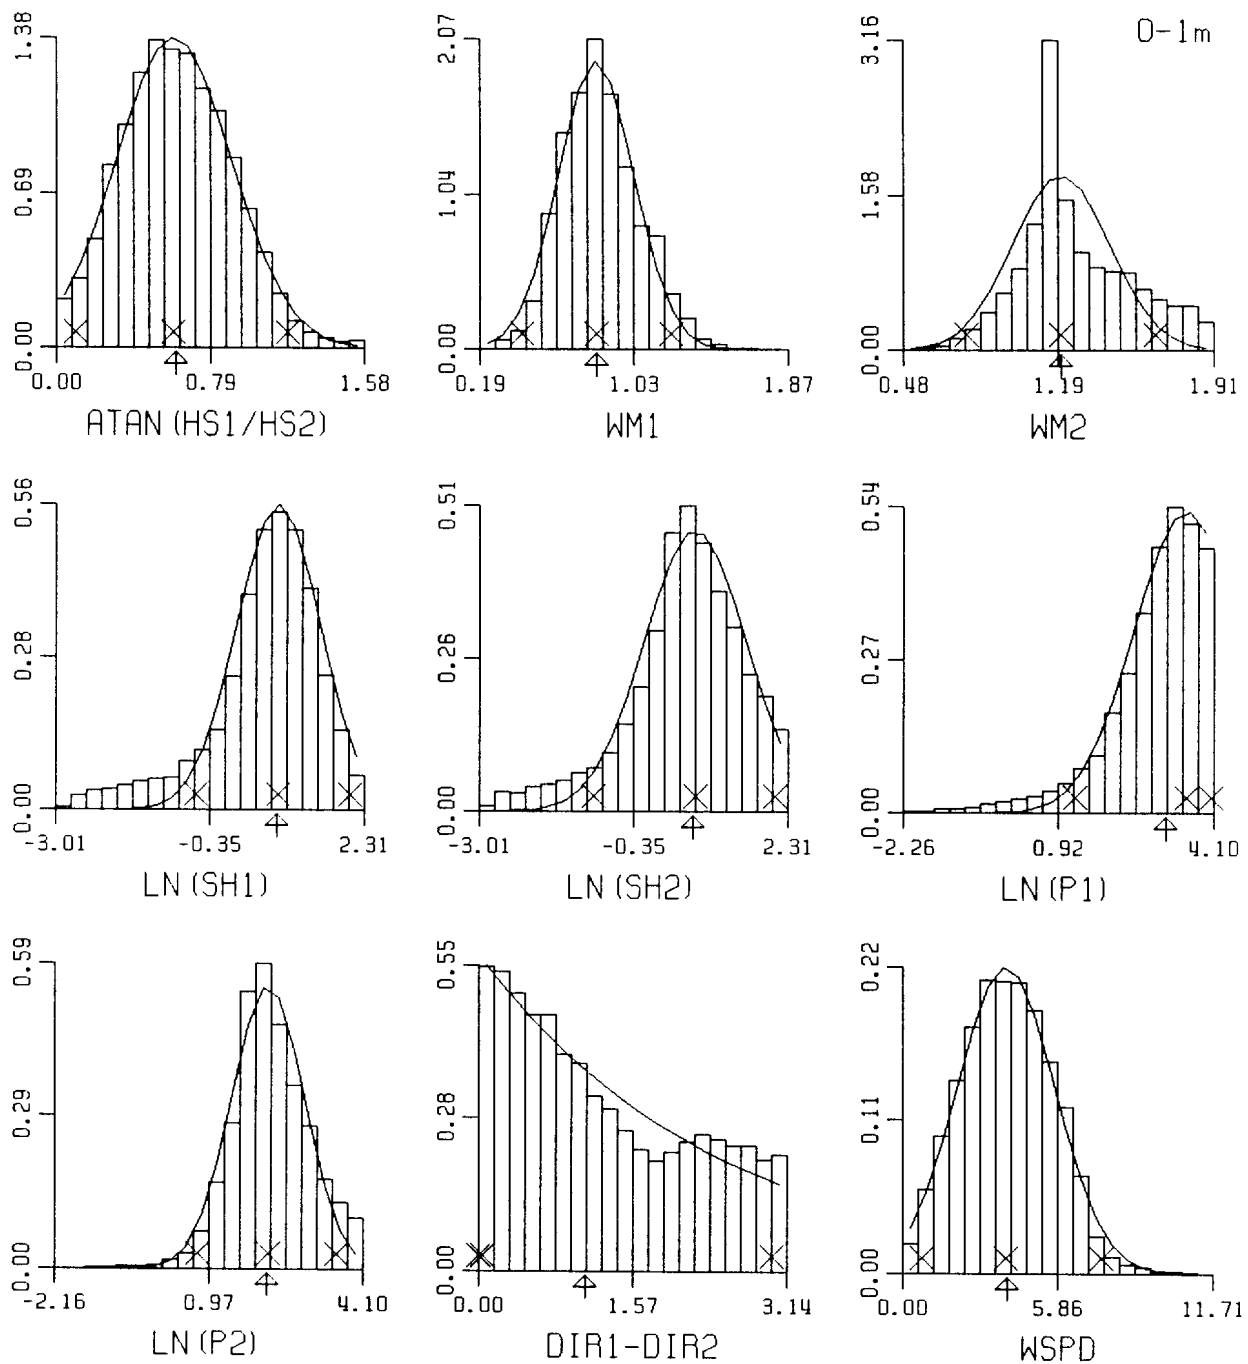 0-1m
1.38
0.69
0.00
0.00 0.79 1.58
ATAN(HS1/HS2)
2.07
1.04
0.00
0.19 1.03 1.87
WM1
3.16
1.58
0.00
0.48 1.19 1.91
WM2
0.56
0.28
0.00
-3.01 -0.35 2.31
LN(SH1)
0.51
0.26
0.00
-3.01 -0.35 2.31
LN(SH2)
0.54
0.27
0.00
-2.26 0.92 4.10
LN(P1)
0.59
0.29
0.00
-2.16 0.97 4.10
LN(P2)
0.55
0.28
0.00
0.00 1.57 3.14
DIR1-DIR2
0.22
0.11
0.00
0.00 5.86 11.71
WSPD